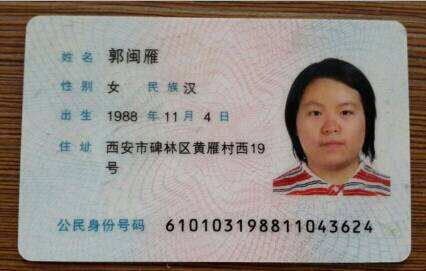 姓名 郭闽雁
性别 女 民族 汉
出生 1988 年 11 月 4 日
住址 西安市碑林区黄雁村西19
号
公民身份号码 610103198811043624